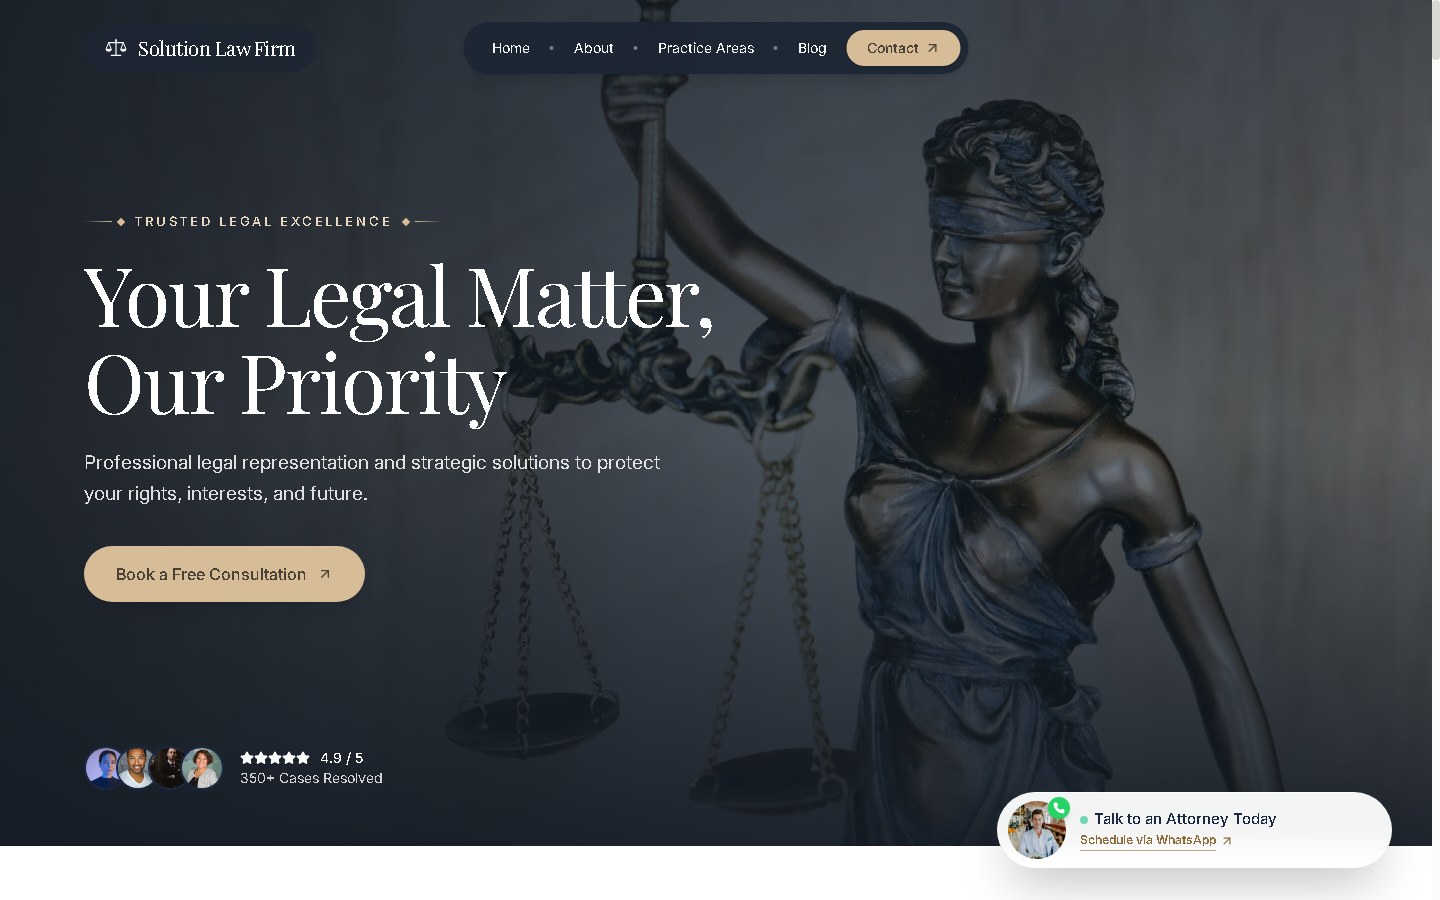 Solution Law Firm
Home • About • Practice Areas • Blog Contact
TRUSTED LEGAL EXCELLENCE
Your Legal Matter,
Our Priority
Professional legal representation and strategic solutions to protect
your rights, interests, and future.
Book a Free Consultation
4.9 / 5
350+ Cases Resolved
Talk to an Attorney Today
Schedule via WhatsApp